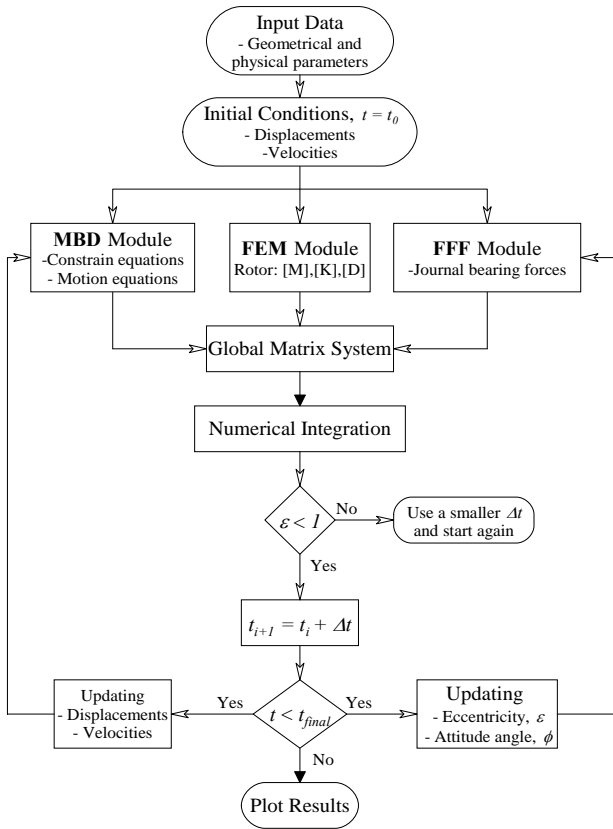 Input Data
- Geometrical and
physical parameters
Initial Conditions, t = t0
- Displacements
-Velocities
MBD Module
-Constrain equations
- Motion equations
FEM Module
Rotor: [M],[K],[D]
FFF Module
-Journal bearing forces
Global Matrix System
Numerical Integration
ε < 1
No
Use a smaller Δt
and start again
Yes
ti+1 = ti + Δt
Updating
- Displacements
- Velocities
Yes
t < tfinal
Yes
Updating
- Eccentricity, ε
- Attitude angle, ϕ
No
Plot Results